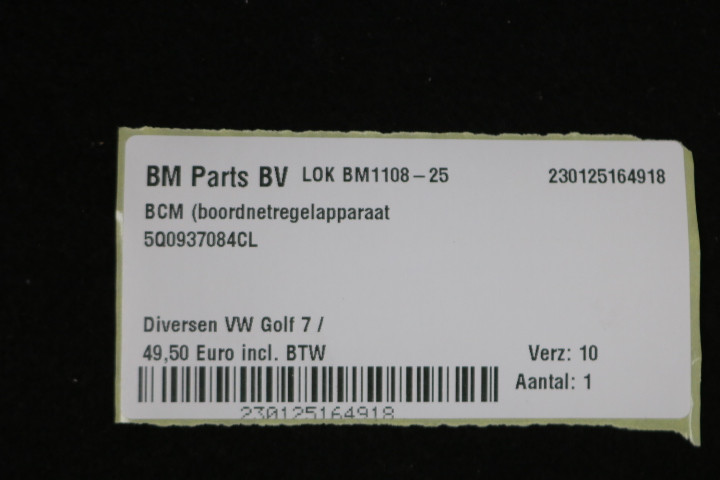 BM Parts BV LOK BM1108-25 230125164918
BCM (boordnetregelapparaat
5Q0937084CL
Diversen VW Golf 7 /
49,50 Euro incl. BTW Verz: 10
Aantal: 1
230125164918